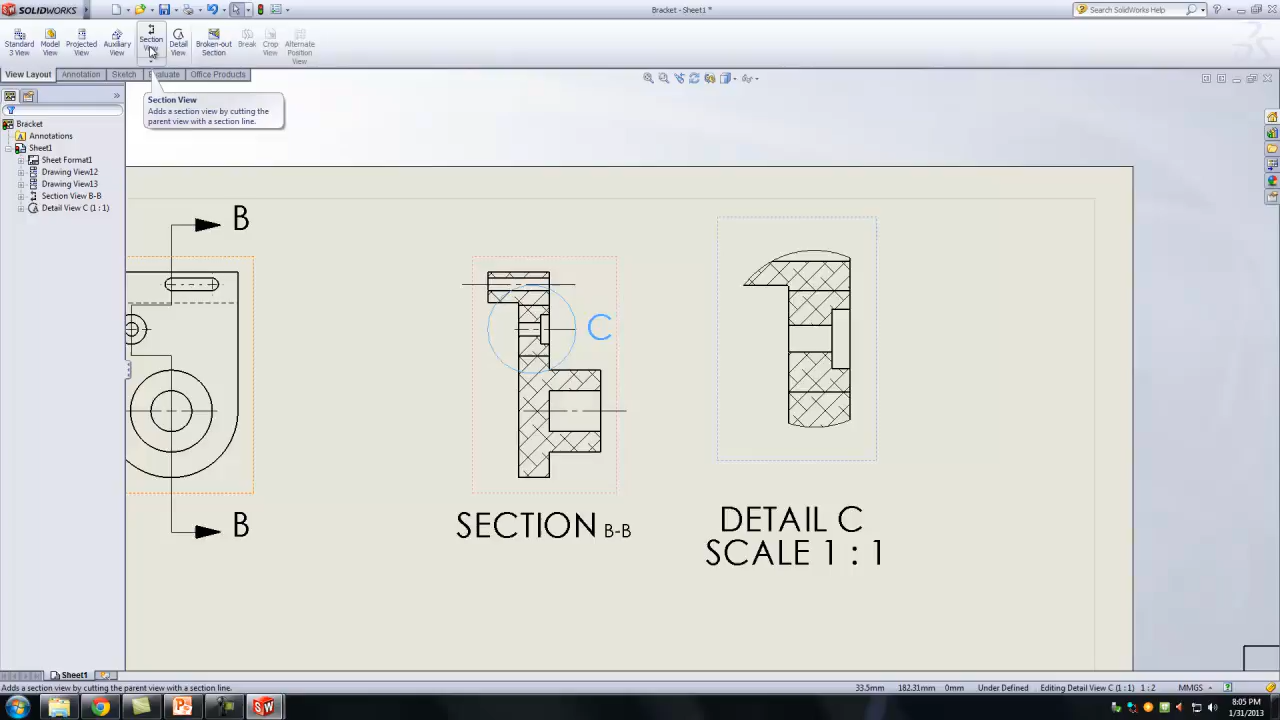 SOLIDWORKS
Bracket - Sheet1 *
Search SolidWorks Help
Standard 3 View
Model View
Projected View
Auxiliary View
Section View
Detail View
Broken-out Section
Break
Crop View
Alternate Position View
View Layout
Annotation
Sketch
Evaluate
Office Products
Section View
Adds a section view by cutting the
parent view with a section line.
Bracket
Annotations
Sheet1
Sheet Format1
Drawing View12
Drawing View13
Section View B-B
Detail View C (1 : 1)
B
B
C
SECTION B-B
DETAIL C
SCALE 1 : 1
Sheet1
Adds a section view by cutting the parent view with a section line.
33.5mm 182.31mm 0mm Under Defined Editing Detail View C (1 : 1) 1 : 2 MMGS
8:05 PM
1/31/2013